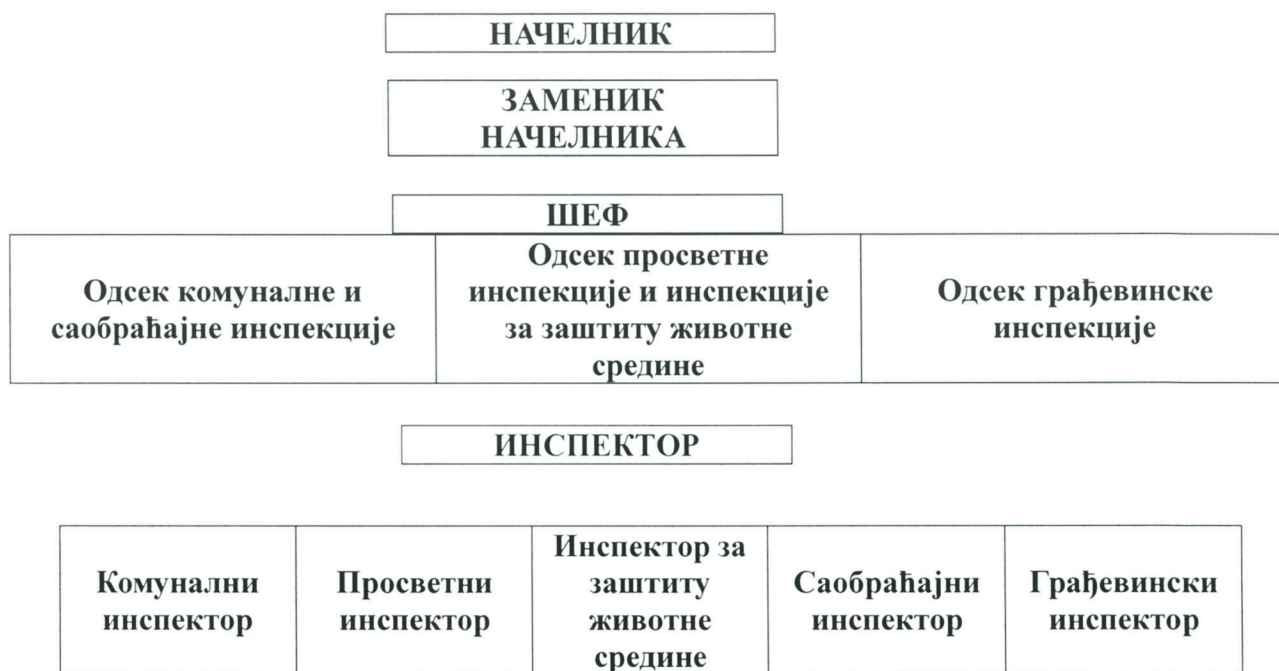 НАЧЕЛНИК
ЗАМЕНИК
НАЧЕЛНИКА
ШЕФ
Одсек комуналне и
саобраћајне инспекције
Одсек просветне
инспекције и инспекције
за заштиту животне
средине
Одсек грађевинске
инспекције
ИНСПЕКТОР
Комунални
инспектор
Просветни
инспектор
Инспектор за
заштиту
животне
средине
Саобраћајни
инспектор
Грађевински
инспектор